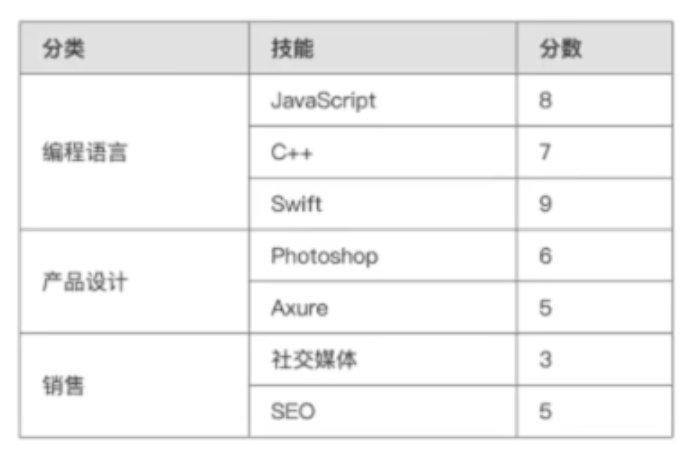 分类 技能 分数
编程语言 JavaScript 8
C++ 7
Swift 9
产品设计 Photoshop 6
Axure 5
销售 社交媒体 3
SEO 5